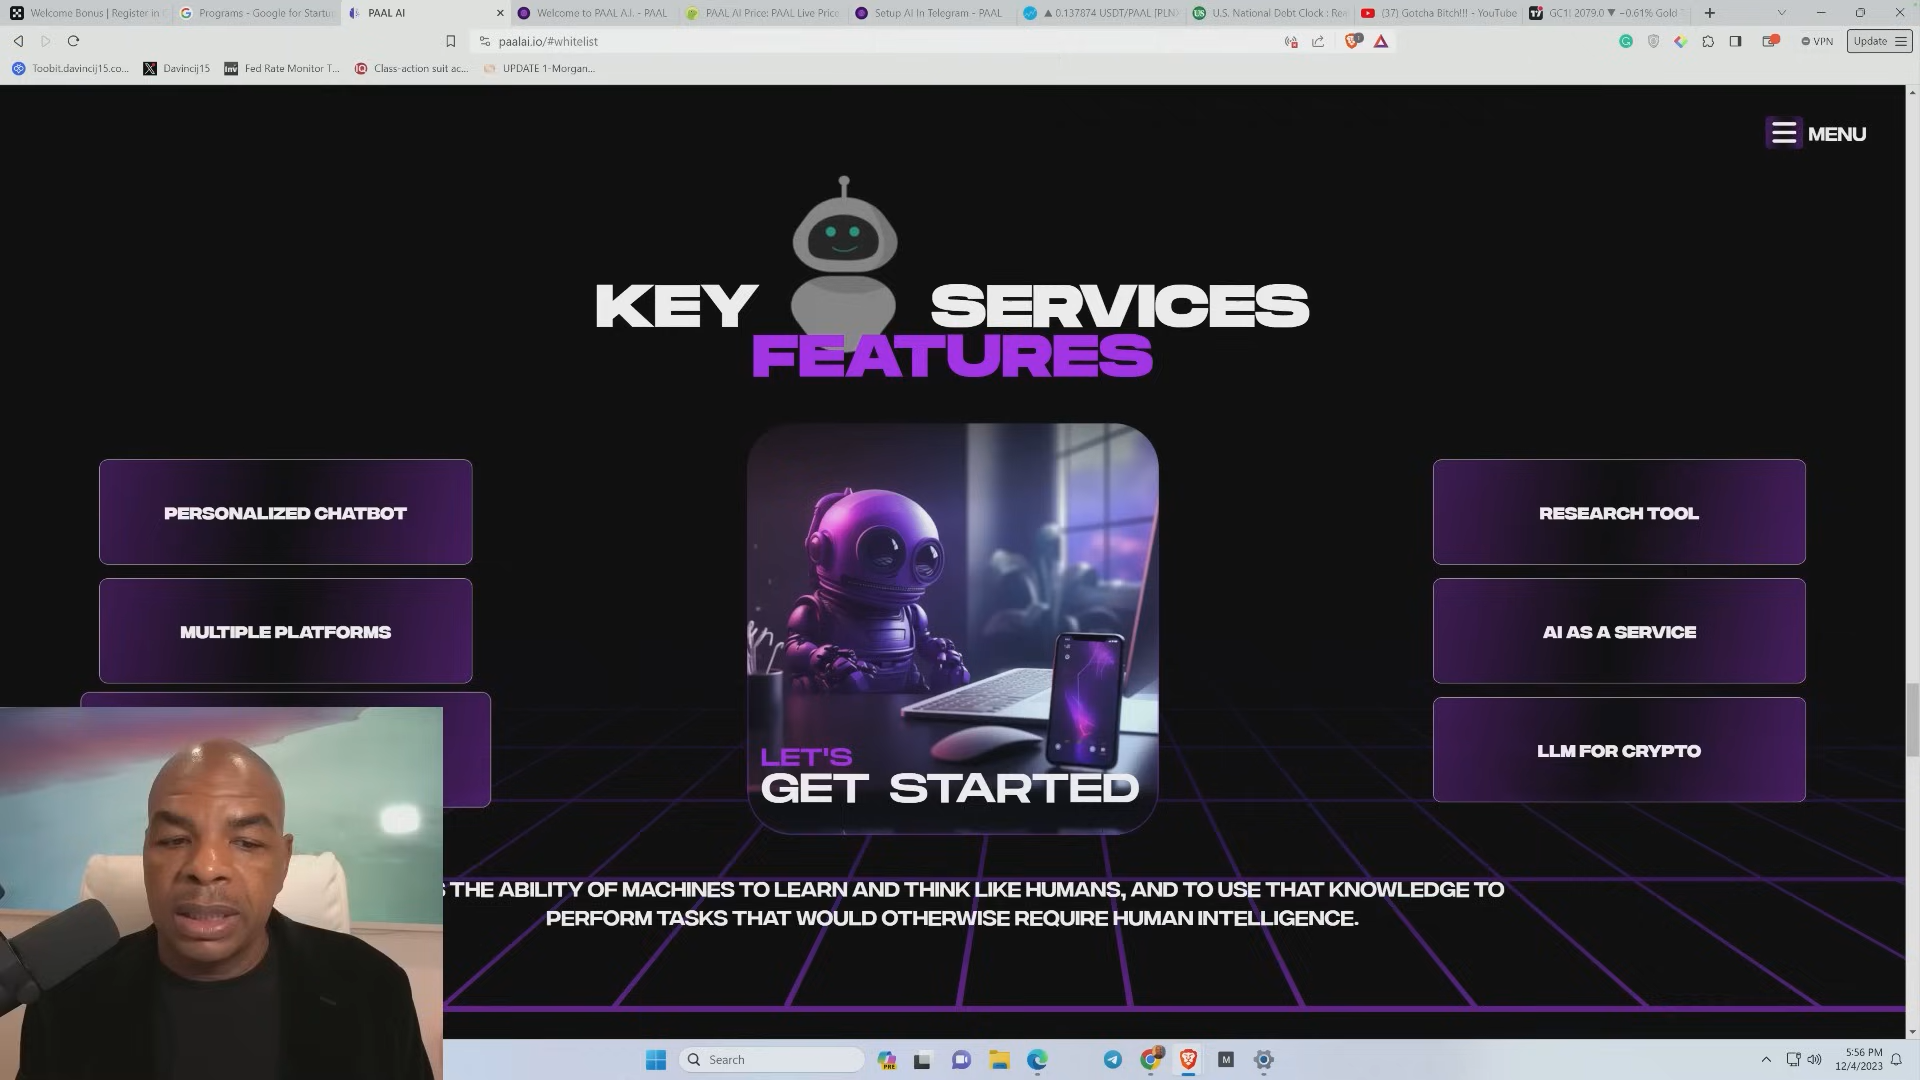 Welcome Bonus | Register in
Programs - Google for Startu
PAAL AI
Welcome to PAAL A.I. - PAAL
PAAL AI Price: PAAL Live Price
Setup AI In Telegram - PAAL
▲ 0.137874 USDT/PAAL [PLN
U.S. National Debt Clock : Re
(37) Gotcha Bitch!!! - YouTube
GC1! 2079.0 ▼ −0.61% Gold
paalai.io/#whitelist
VPN
Update
Toobit.davincij15.co...
Davincij15
Fed Rate Monitor T...
Class-action suit ac...
UPDATE 1-Morgan...
MENU
KEY SERVICES
FEATURES
PERSONALIZED CHATBOT
RESEARCH TOOL
MULTIPLE PLATFORMS
AI AS A SERVICE
LLM FOR CRYPTO
LET'S
GET STARTED
THE ABILITY OF MACHINES TO LEARN AND THINK LIKE HUMANS, AND TO USE THAT KNOWLEDGE TO
PERFORM TASKS THAT WOULD OTHERWISE REQUIRE HUMAN INTELLIGENCE.
Search
PRE
M
5:56 PM
12/4/2023